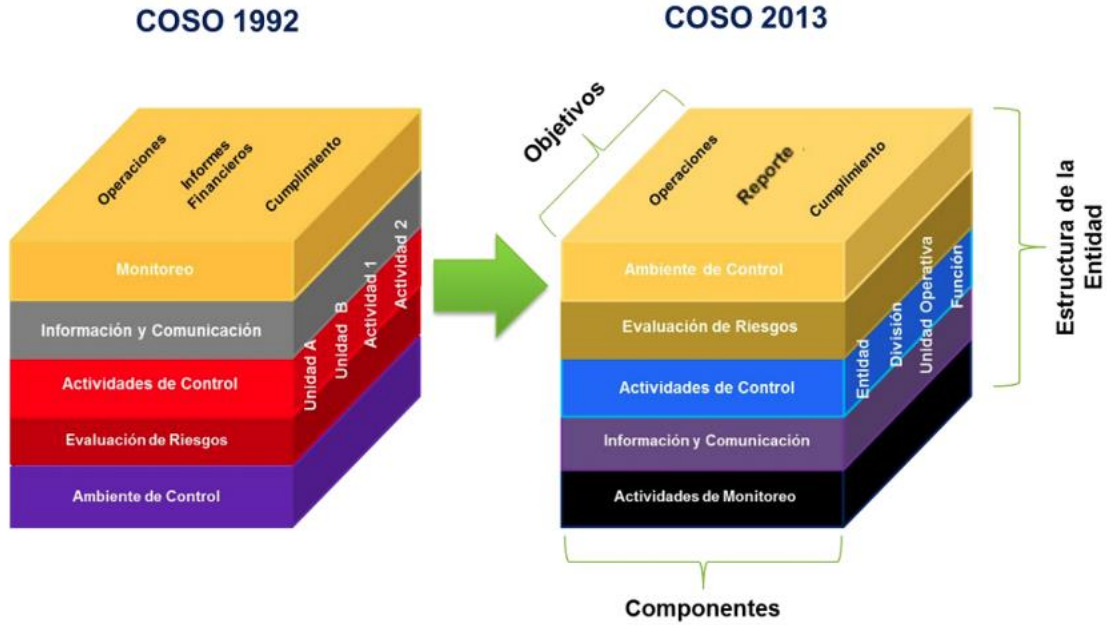 COSO 1992
COSO 2013
Operaciones
Informes
Financieros
Cumplimiento
Monitoreo
Información y Comunicación
Actividades de Control
Evaluación de Riesgos
Ambiente de Control
Unidad A
Unidad B
Actividad 1
Actividad 2
Objetivos
Operaciones
Reporte
Cumplimiento
Ambiente de Control
Evaluación de Riesgos
Actividades de Control
Información y Comunicación
Actividades de Monitoreo
Entidad
División
Unidad Operativa
Función
Estructura de la
Entidad
Componentes